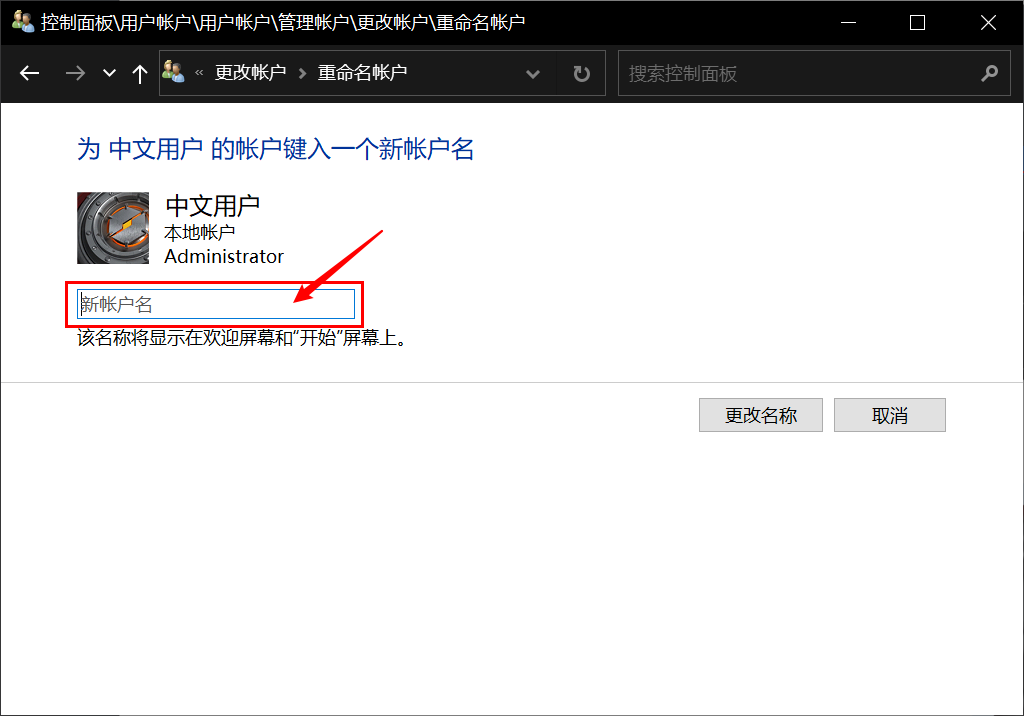 控制面板\用户帐户\用户帐户\管理帐户\更改帐户\重命名帐户
« 更改帐户 › 重命名帐户
搜索控制面板
为 中文用户 的帐户键入一个新帐户名
中文用户
本地帐户
Administrator
新帐户名
该名称将显示在欢迎屏幕和“开始”屏幕上。
更改名称
取消